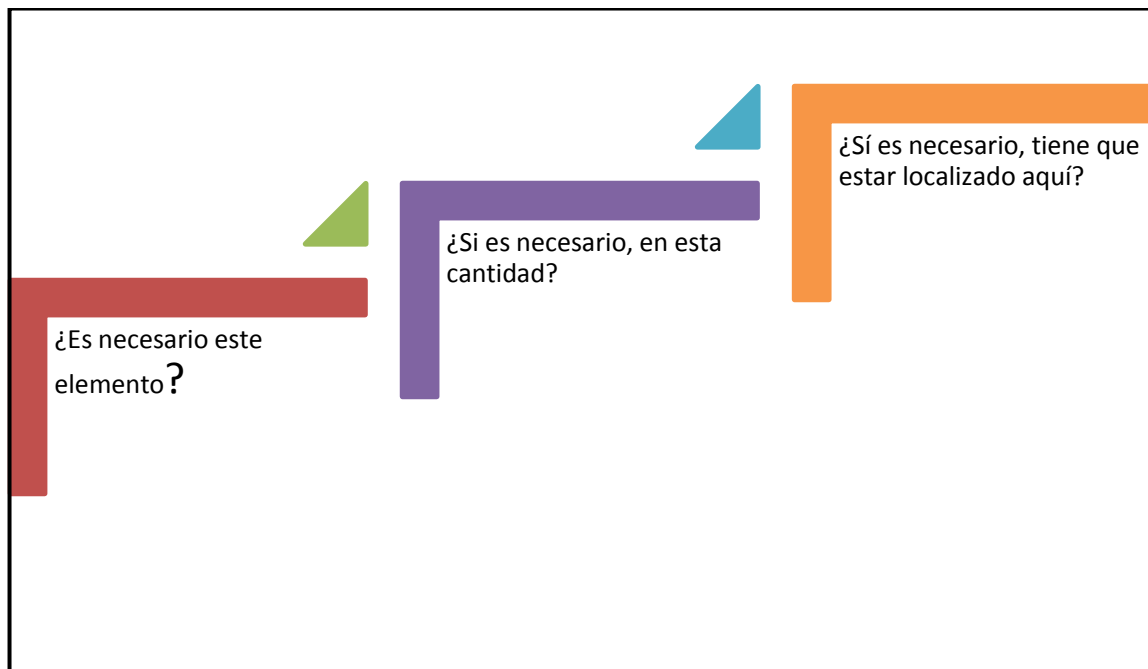 ¿Es necesario este
elemento?
¿Si es necesario, en esta
cantidad?
¿Sí es necesario, tiene que
estar localizado aquí?